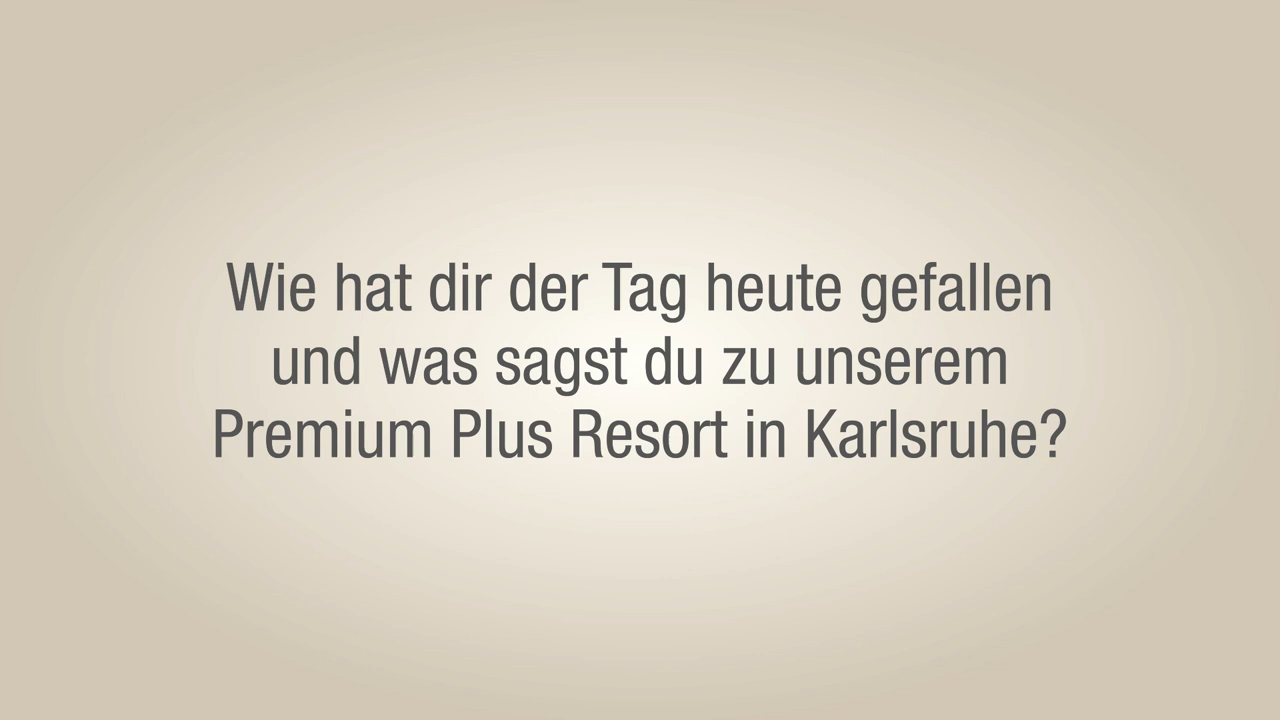 Wie hat dir der Tag heute gefallen
und was sagst du zu unserem
Premium Plus Resort in Karlsruhe?